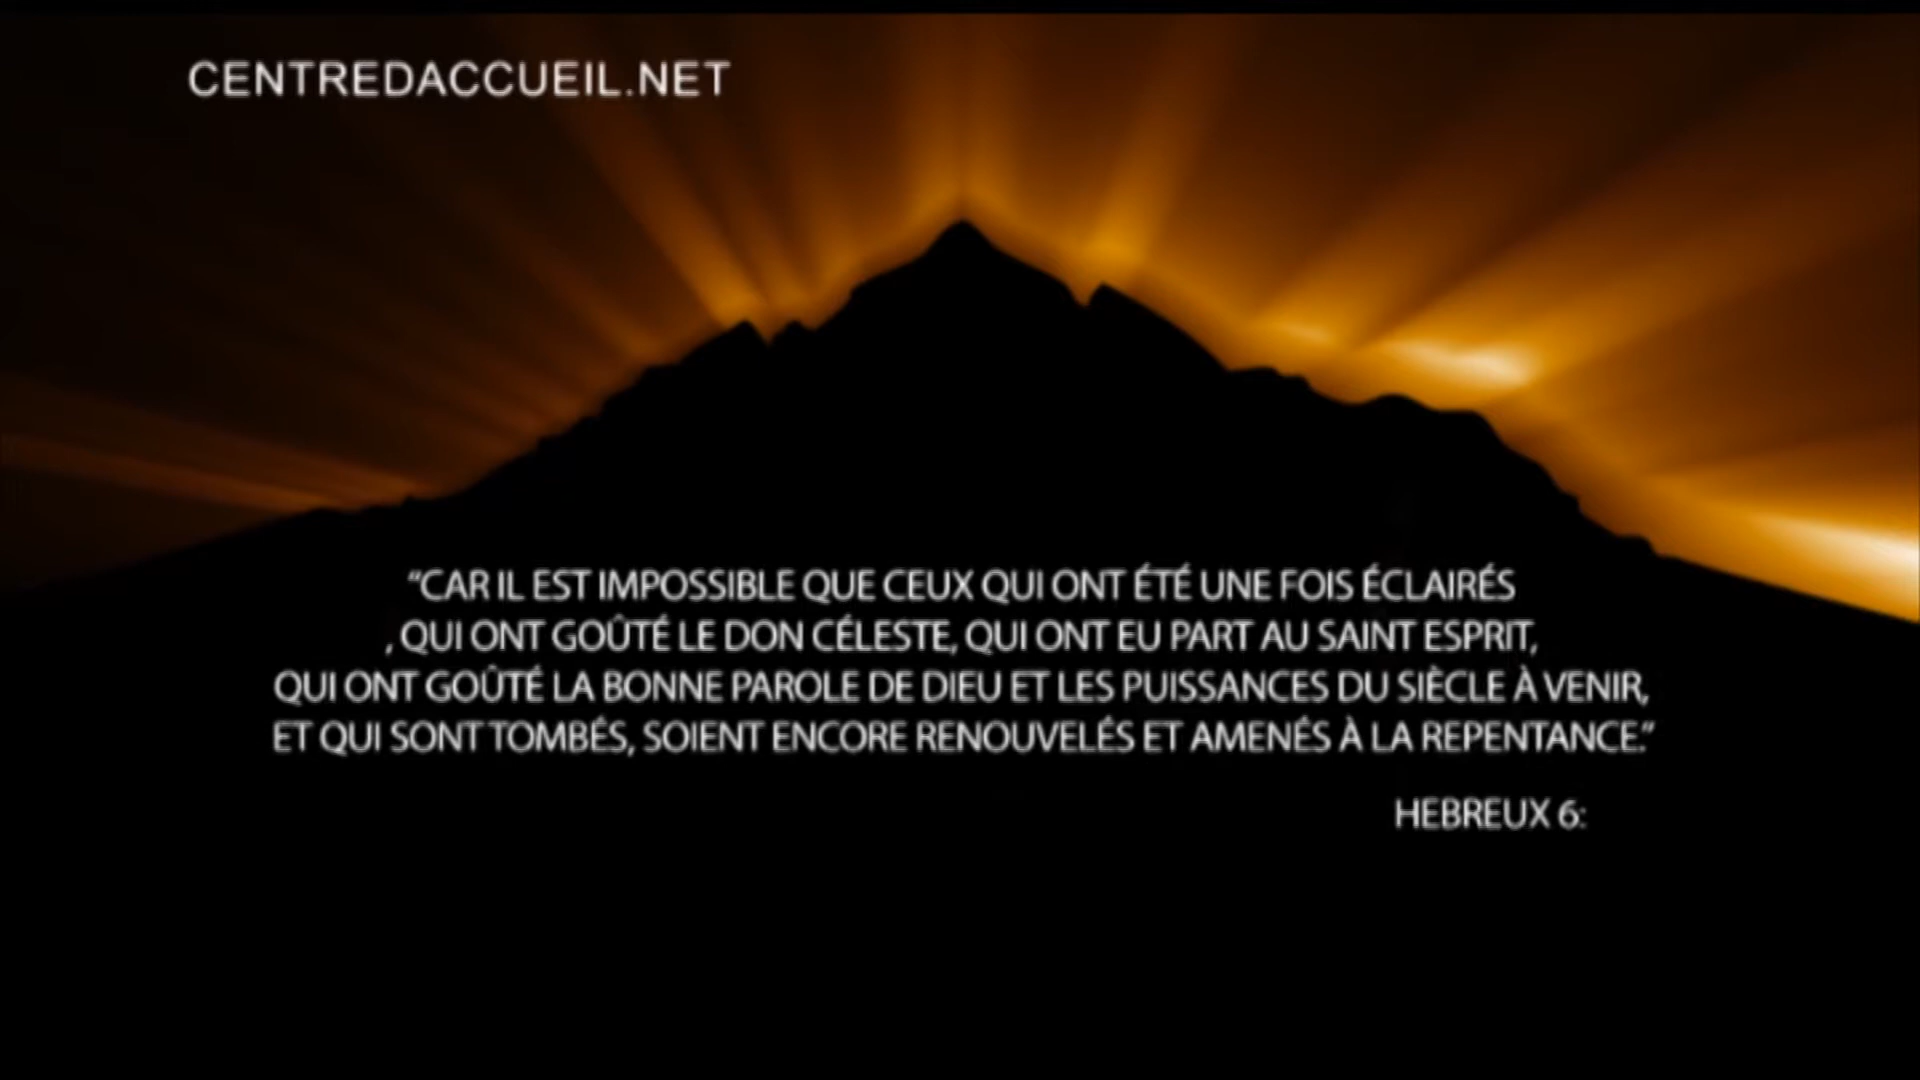 CENTREDACCUEIL.NET
“CAR IL EST IMPOSSIBLE QUE CEUX QUI ONT ÉTÉ UNE FOIS ÉCLAIRÉS
, QUI ONT GOÛTÉ LE DON CÉLESTE, QUI ONT EU PART AU SAINT ESPRIT,
QUI ONT GOÛTÉ LA BONNE PAROLE DE DIEU ET LES PUISSANCES DU SIÈCLE À VENIR,
ET QUI SONT TOMBÉS, SOIENT ENCORE RENOUVELÉS ET AMENÉS À LA REPENTANCE.”
HEBREUX 6: